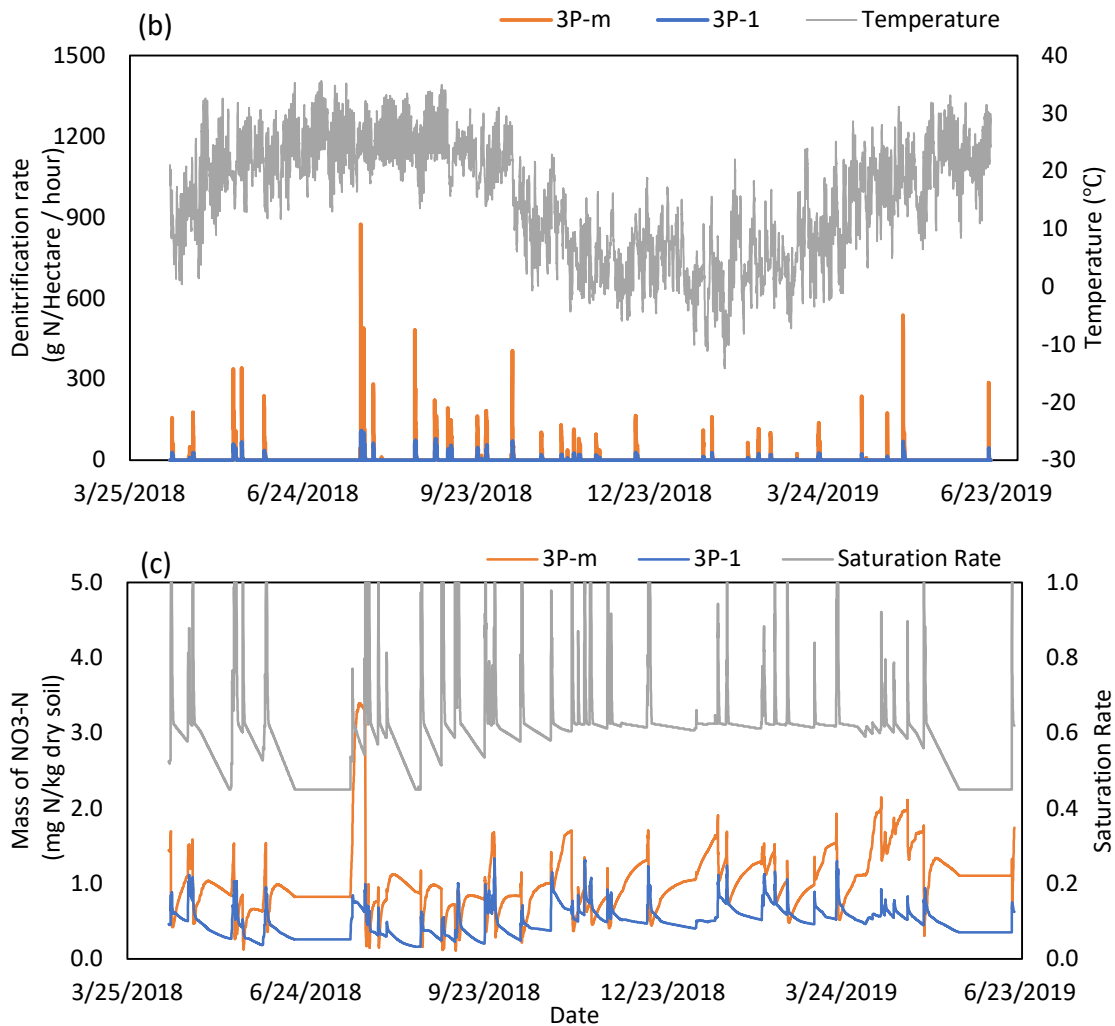 (b)
3P-m 3P-1 Temperature
Denitrification rate
(g N/Hectare / hour)
1500
1200
900
600
300
0
40
30
20
10
0
-10
-20
-30
Temperature (°C)
3/25/2018 6/24/2018 9/23/2018 12/23/2018 3/24/2019 6/23/2019
(c)
3P-m 3P-1 Saturation Rate
Mass of NO3-N
(mg N/kg dry soil)
5.0
4.0
3.0
2.0
1.0
0.0
1.0
0.8
0.6
0.4
0.2
0.0
Saturation Rate
3/25/2018 6/24/2018 9/23/2018 12/23/2018 3/24/2019 6/23/2019
Date